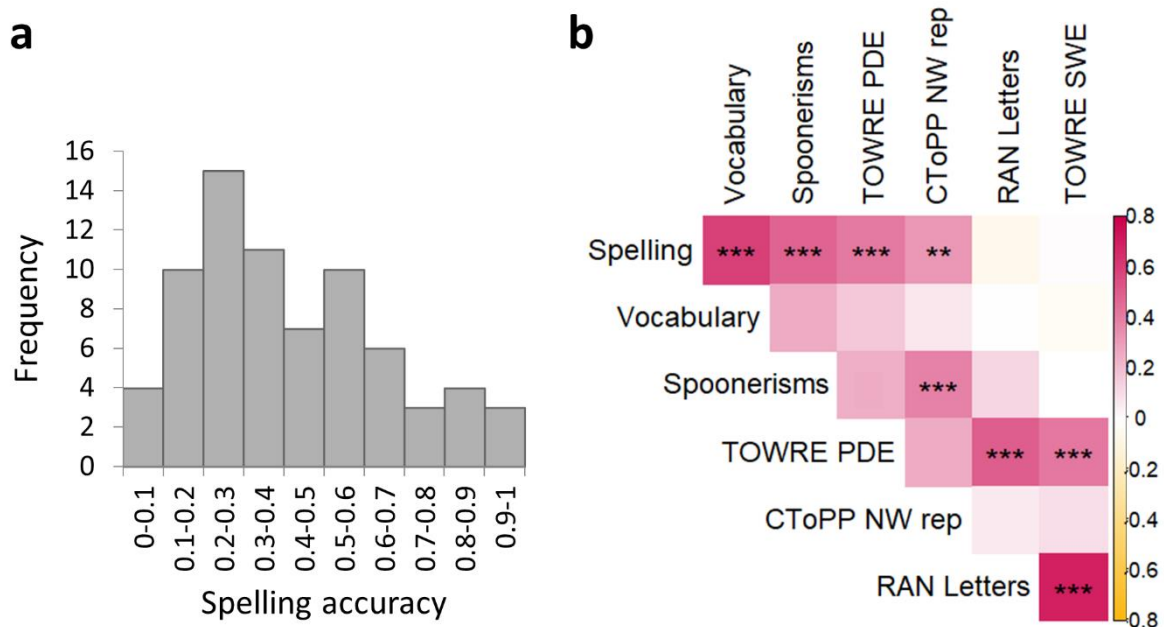 a
16
14
12
10
8
6
4
2
0
Frequency
0-0.1
0.1-0.2
0.2-0.3
0.3-0.4
0.4-0.5
0.5-0.6
0.6-0.7
0.7-0.8
0.8-0.9
0.9-1
Spelling accuracy
b
Vocabulary
Spoonerisms
TOWRE PDE
CToPP NW rep
RAN Letters
TOWRE SWE
Spelling *** *** *** **
Vocabulary
Spoonerisms ***
TOWRE PDE *** ***
CToPP NW rep
RAN Letters ***
0.8
0.6
0.4
0.2
0
-0.2
-0.4
-0.6
-0.8